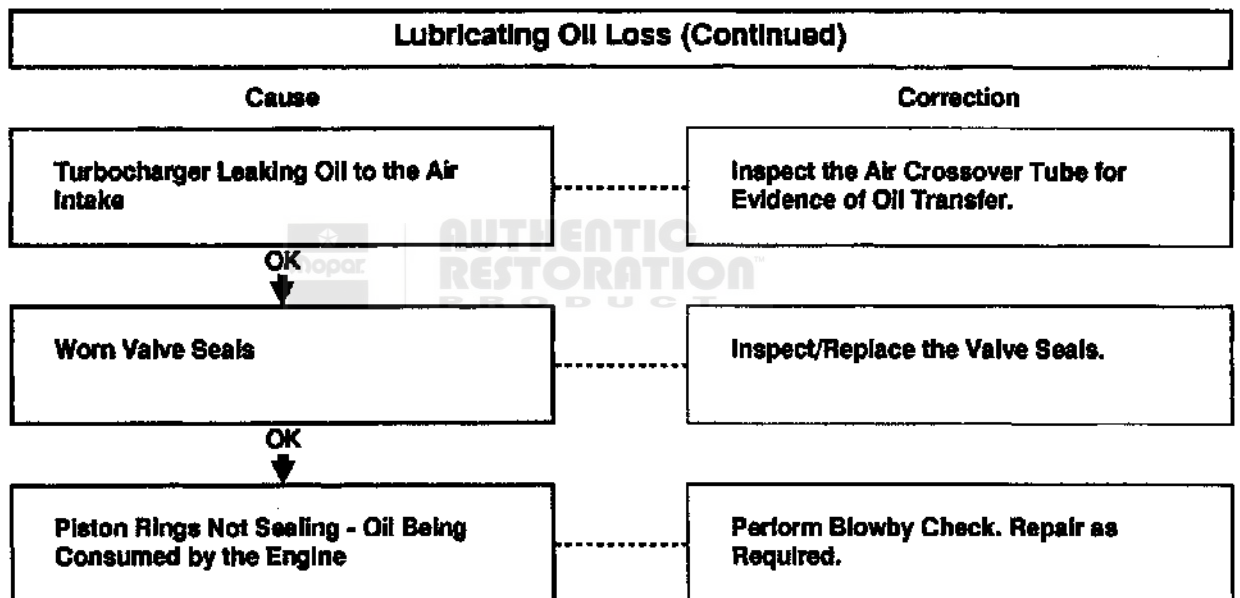 Lubricating Oil Loss (Continued)
Cause
Correction
Turbocharger Leaking Oil to the Air
Intake
Inspect the Air Crossover Tube for
Evidence of Oil Transfer.
mopar
AUTHENTIC
RESTORATION™
PRODUCT
OK
Worn Valve Seals
Inspect/Replace the Valve Seals.
OK
Piston Rings Not Sealing - Oil Being
Consumed by the Engine
Perform Blowby Check. Repair as
Required.